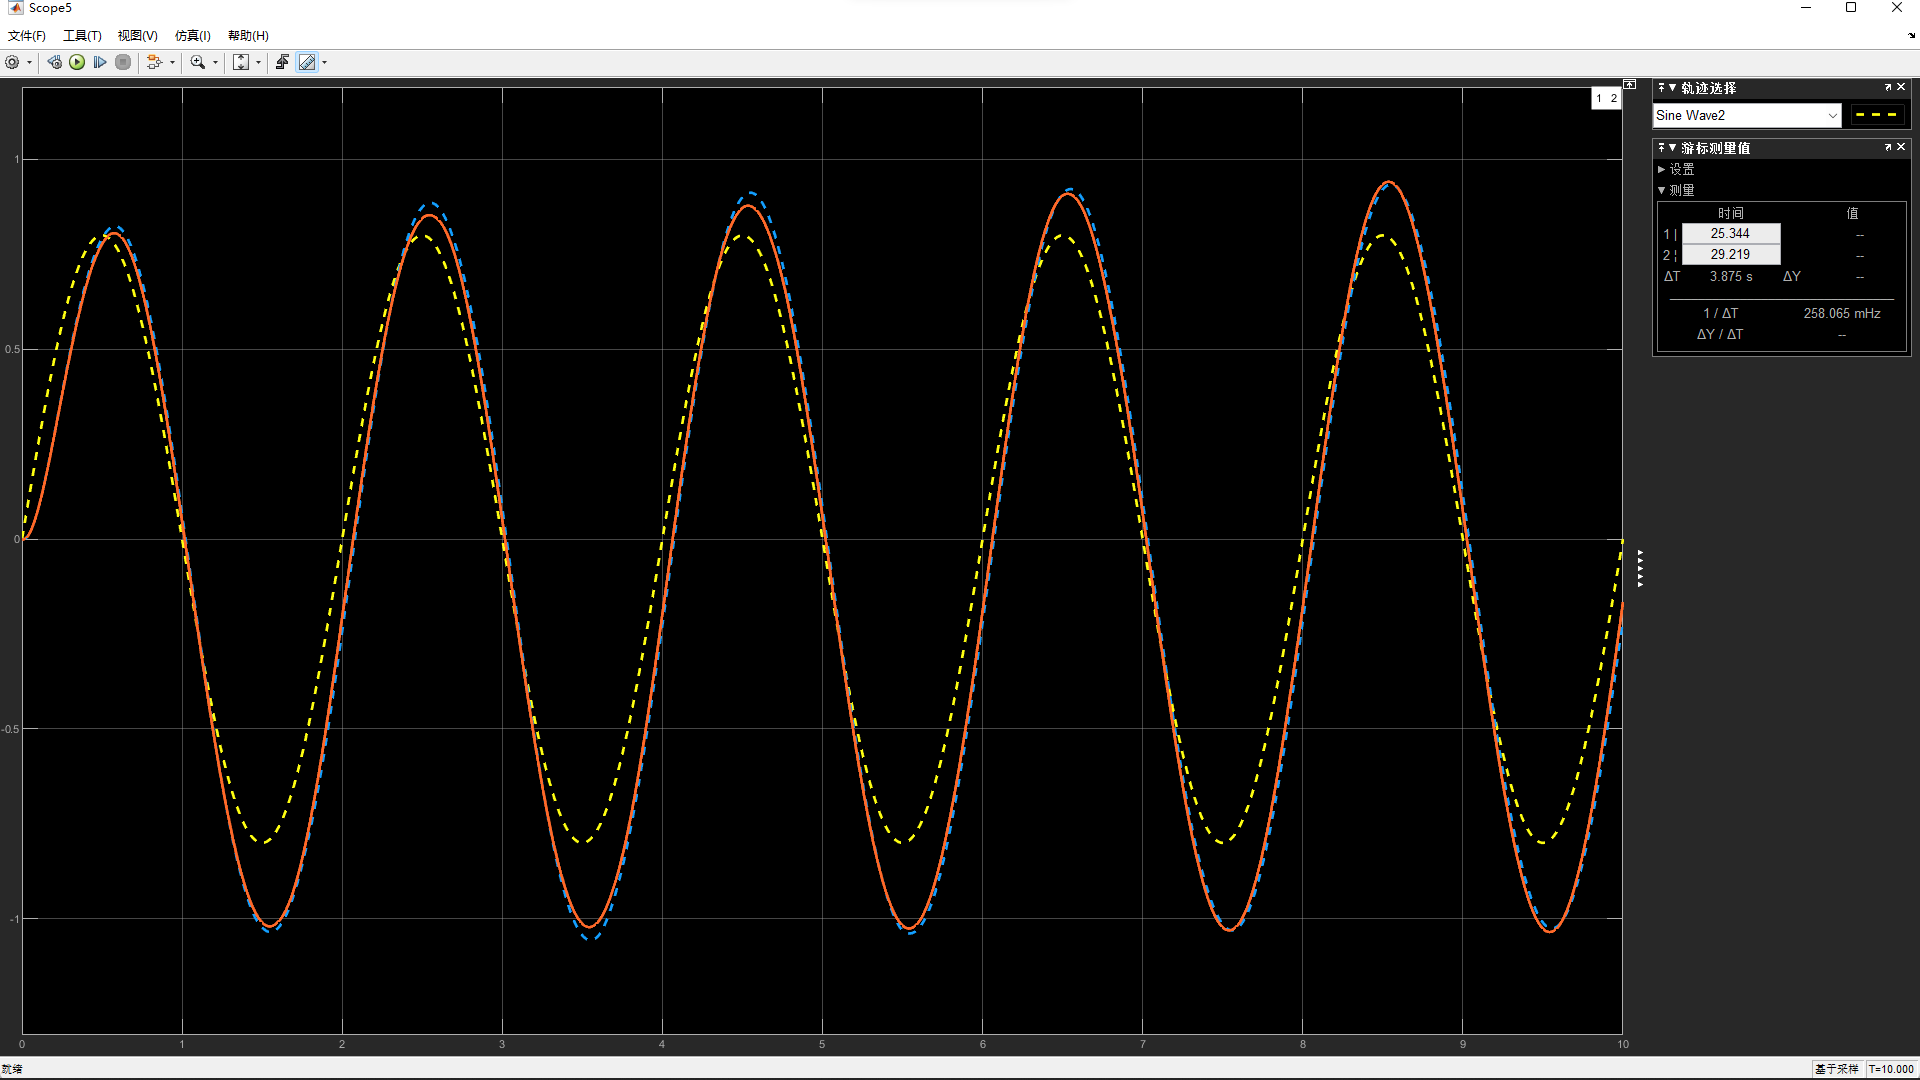 Scope5
文件(F) 工具(T) 视图(V) 仿真(I) 帮助(H)
1 2
1
0.5
0
-0.5
-1
0 1 2 3 4 5 6 7 8 9 10
轨迹选择
Sine Wave2
游标测量值
设置
测量
时间 值
1 | 25.344 --
2 ¦ 29.219 --
ΔT 3.875 s ΔY --
1 / ΔT 258.065 mHz
ΔY / ΔT --
就绪 基于采样 T=10.000